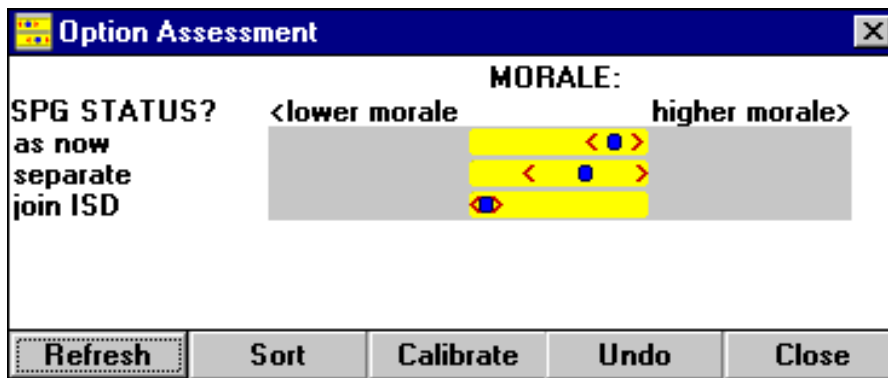 Option Assessment
MORALE:
SPG STATUS? <lower morale higher morale>
as now
separate
join ISD
Refresh Sort Calibrate Undo Close